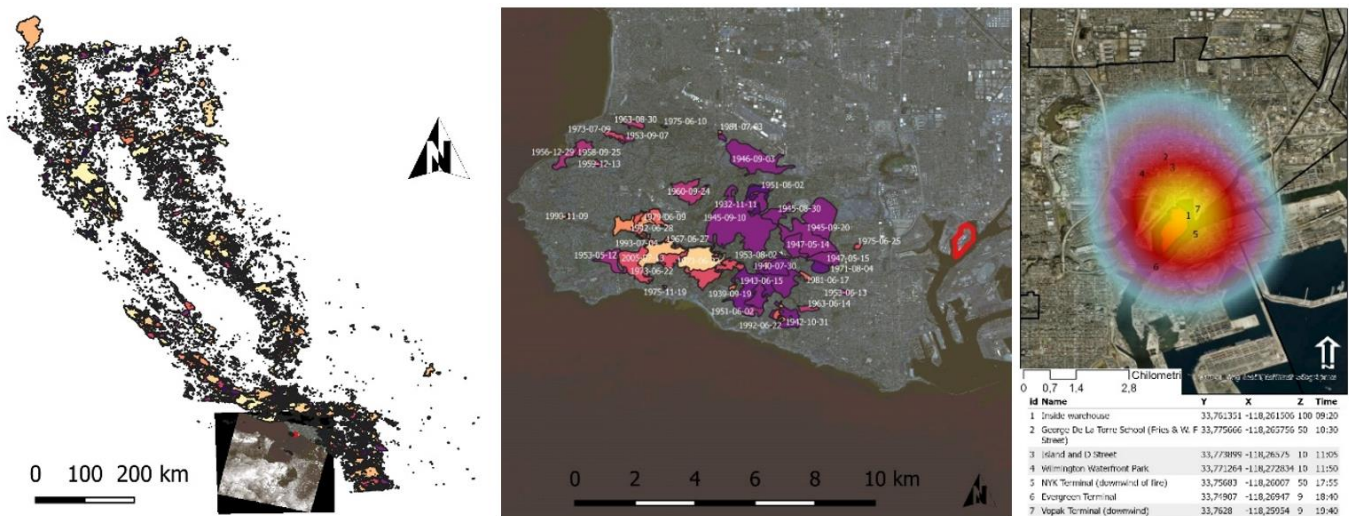 N
0 100 200 km
1963-08-30
1975-06-10
1973-07-09
1953-09-07
1981-07-03
1956-12-29
1958-09-25
1959-12-13
1946-09-03
1960-09-24
1951-08-02
1932-11-11
1990-11-09
1979-06-09
1945-09-10
1945-08-30
1945-09-20
1967-06-27
1993-07-04
1947-05-14
1975-06-25
1953-05-12
1953-08-02
1947-05-15
1973-06-22
1940-07-30
1971-08-04
1943-06-15
1981-06-17
1975-11-19
1939-09-19
1963-06-14
1951-06-02
1992-06-22
1942-10-31
0 2 4 6 8 10 km
N
2
3
4
7
1
5
6
Chilometri
0 0,7 1,4 2,8
Id Name Y X Z Time
1 Inside warehouse 33,761351 -118,261506 100 09:20
2 George De La Torre School (Fries & W. F 33,775666 -118,265756 50 10:30
Street)
3 Island and D Street 33,773899 -118,26575 10 11:05
4 Wilmington Waterfront Park 33,771264 -118,272834 10 11:50
5 NYK Terminal (downwind of fire) 33,75683 -118,26007 50 17:55
6 Evergreen Terminal 33,74907 -118,26947 9 18:40
7 Vopak Terminal (downwind) 33,7628 -118,25954 9 19:40